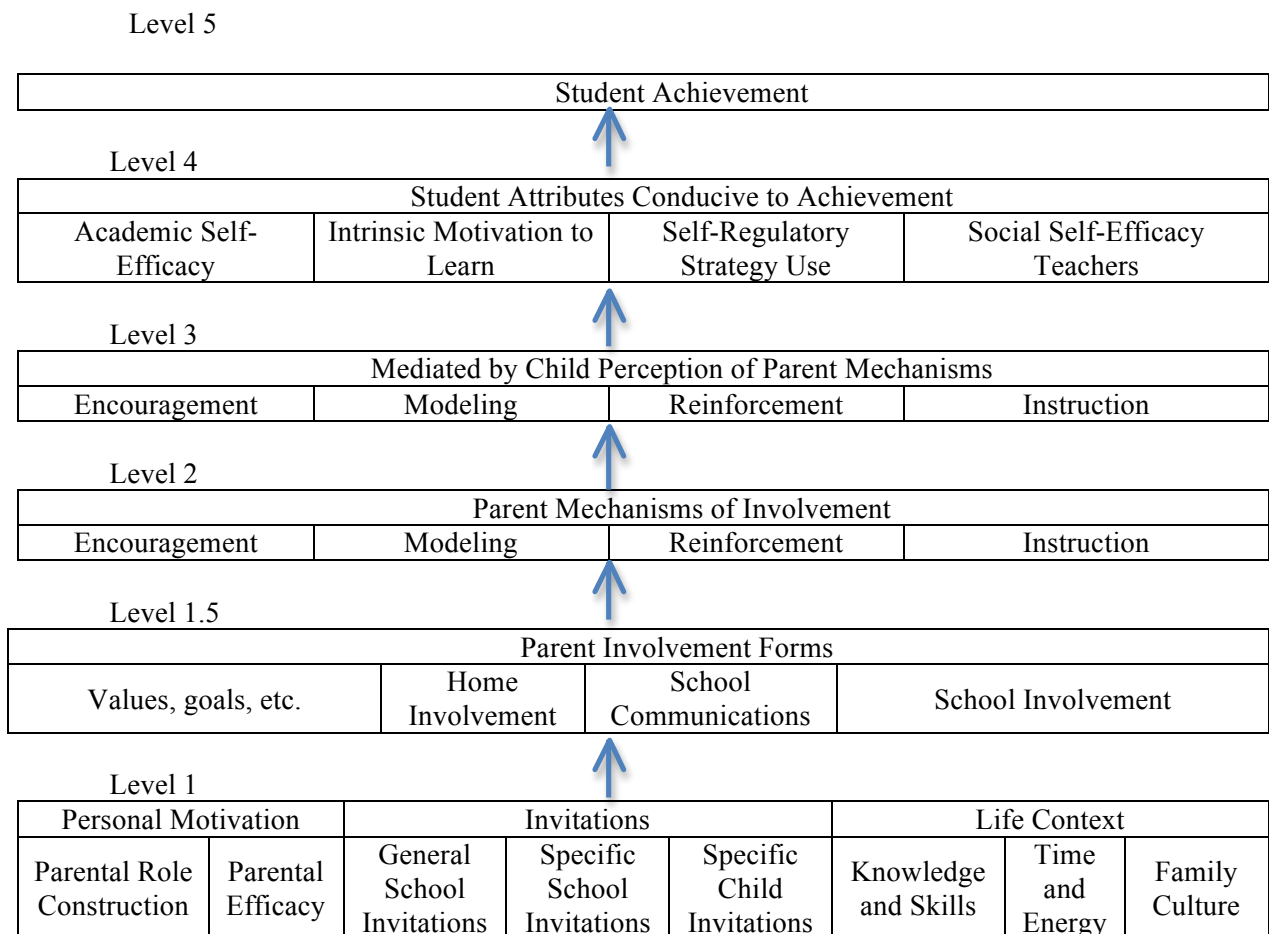 Level 5
Student Achievement
Level 4
Student Attributes Conducive to Achievement
Academic Self-
Efficacy
Intrinsic Motivation to
Learn
Self-Regulatory
Strategy Use
Social Self-Efficacy
Teachers
Level 3
Mediated by Child Perception of Parent Mechanisms
Encouragement
Modeling
Reinforcement
Instruction
Level 2
Parent Mechanisms of Involvement
Encouragement
Modeling
Reinforcement
Instruction
Level 1.5
Parent Involvement Forms
Values, goals, etc.
Home
Involvement
School
Communications
School Involvement
Level 1
Personal Motivation
Invitations
Life Context
Parental Role
Construction
Parental
Efficacy
General
School
Invitations
Specific
School
Invitations
Specific
Child
Invitations
Knowledge
and Skills
Time
and
Energy
Family
Culture